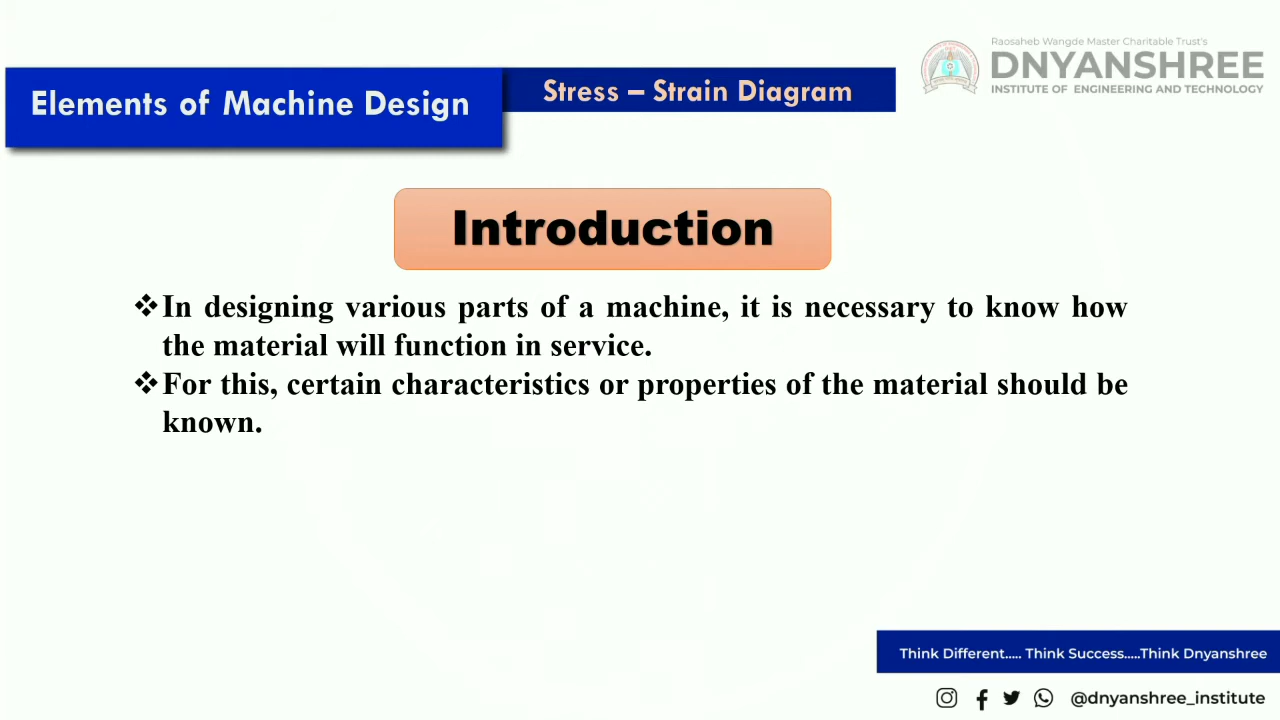 Raosaheb Wangde Master Charitable Trust's
DNYANSHREE
INSTITUTE OF ENGINEERING AND TECHNOLOGY
Elements of Machine Design
Stress – Strain Diagram
Introduction
❖In designing various parts of a machine, it is necessary to know how
the material will function in service.
❖For this, certain characteristics or properties of the material should be
known.
Think Different..... Think Success.....Think Dnyanshree
@dnyanshree_institute